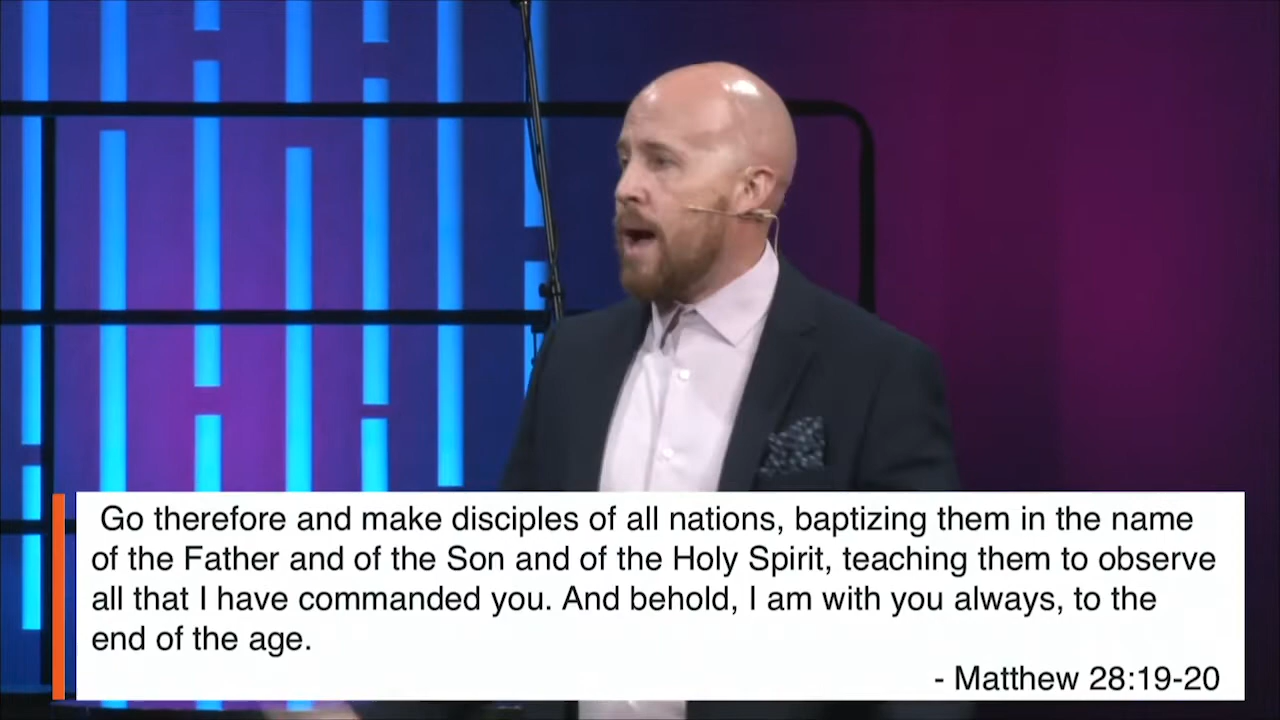 Go therefore and make disciples of all nations, baptizing them in the name
of the Father and of the Son and of the Holy Spirit, teaching them to observe
all that I have commanded you. And behold, I am with you always, to the
end of the age.
- Matthew 28:19-20